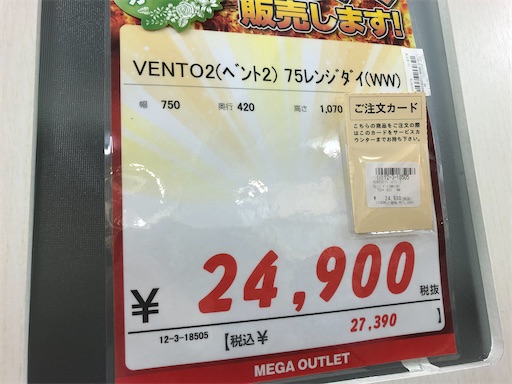 販売します!
VENTO2(ﾍﾞﾝﾄ2) 75ﾚﾝｼﾞﾀﾞｲ(WW)
幅 750 奥行 420 高さ 1,070
ご注文カード
こちらの商品をご注文の際
はこのカードをサービスカ
ウンターまでお持ち下さい。
12-3-18505
¥ 24,900 税抜
12-3-18505 【税込¥ 27,390 】
MEGA OUTLET